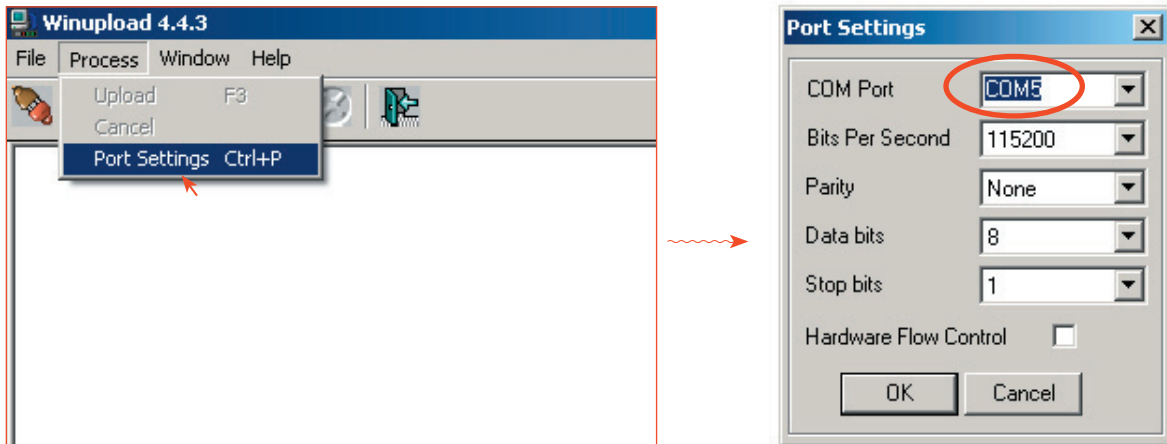 Winupload 4.4.3
File Process Window Help
Upload F3
Cancel
Port Settings Ctrl+P
Port Settings
COM Port COM5
Bits Per Second 115200
Parity None
Data bits 8
Stop bits 1
Hardware Flow Control
OK Cancel